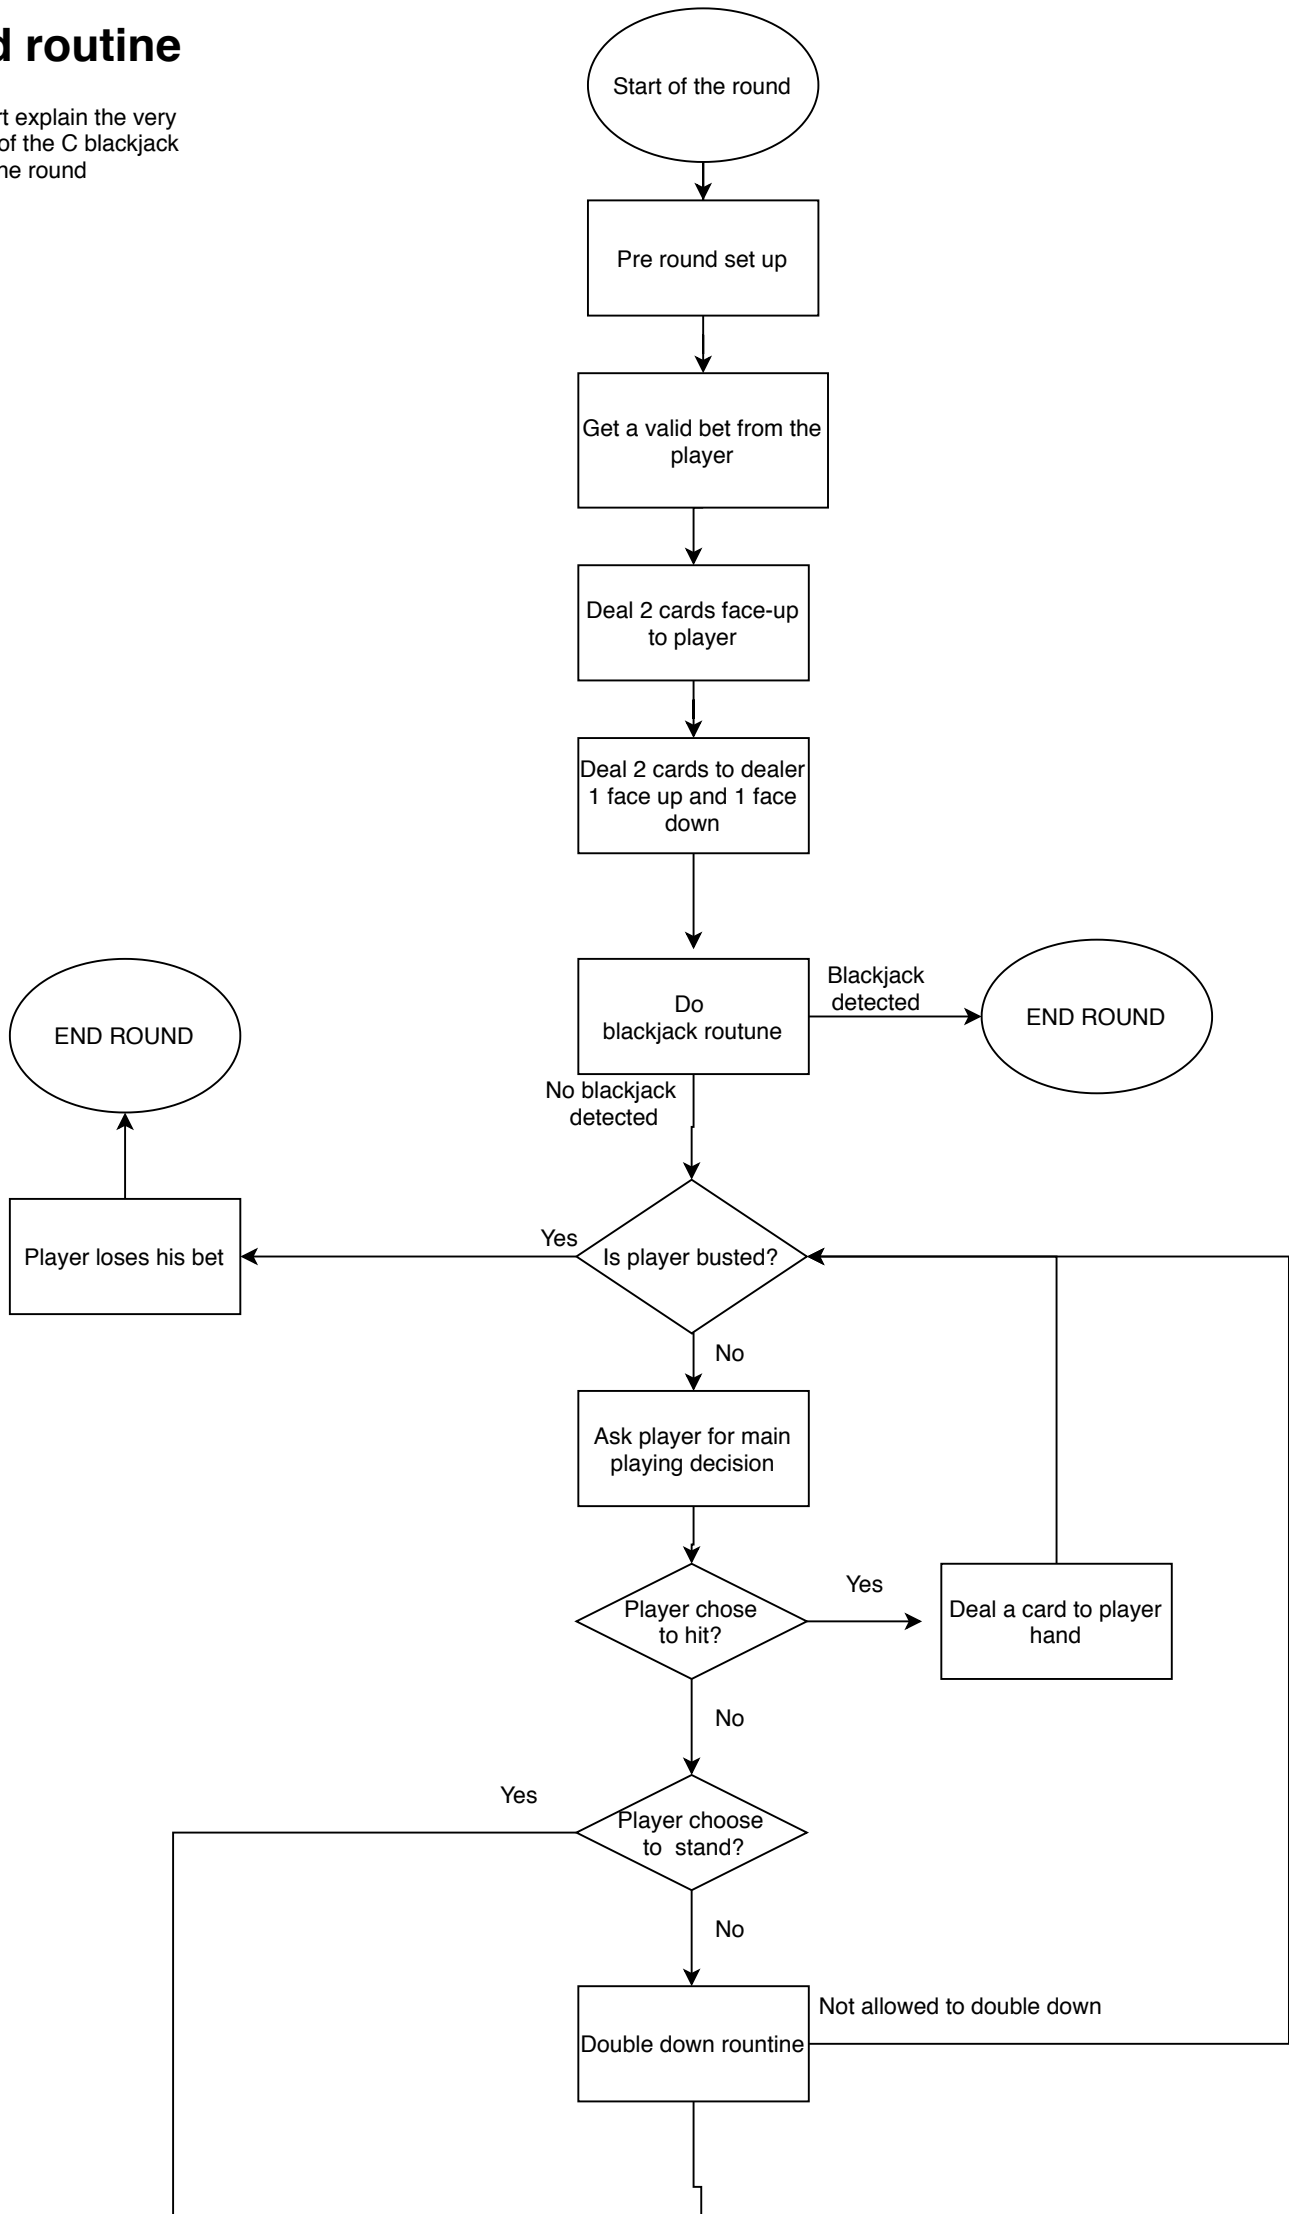 d routine
rt explain the very
of the C blackjack
he round
Start of the round
Pre round set up
Get a valid bet from the
player
Deal 2 cards face-up
to player
Deal 2 cards to dealer
1 face up and 1 face
down
Do
blackjack routune
Blackjack
detected
END ROUND
END ROUND
No blackjack
detected
Player loses his bet
Yes
Is player busted?
No
Ask player for main
playing decision
Player chose
to hit?
Yes
Deal a card to player
hand
No
Yes
Player choose
to  stand?
No
Double down rountine
Not allowed to double down